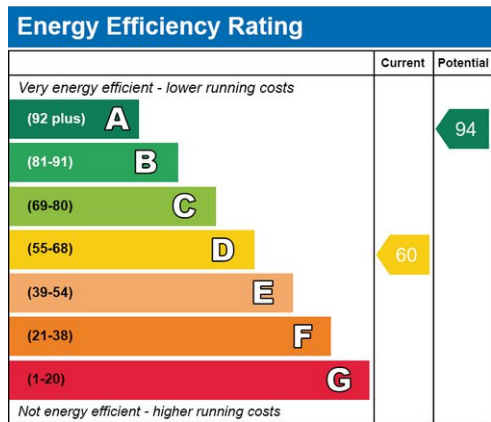 Energy Efficiency Rating
Current Potential
Very energy efficient - lower running costs
(92 plus) A
94
(81-91) B
(69-80) C
(55-68) D
60
(39-54) E
(21-38) F
(1-20) G
Not energy efficient - higher running costs